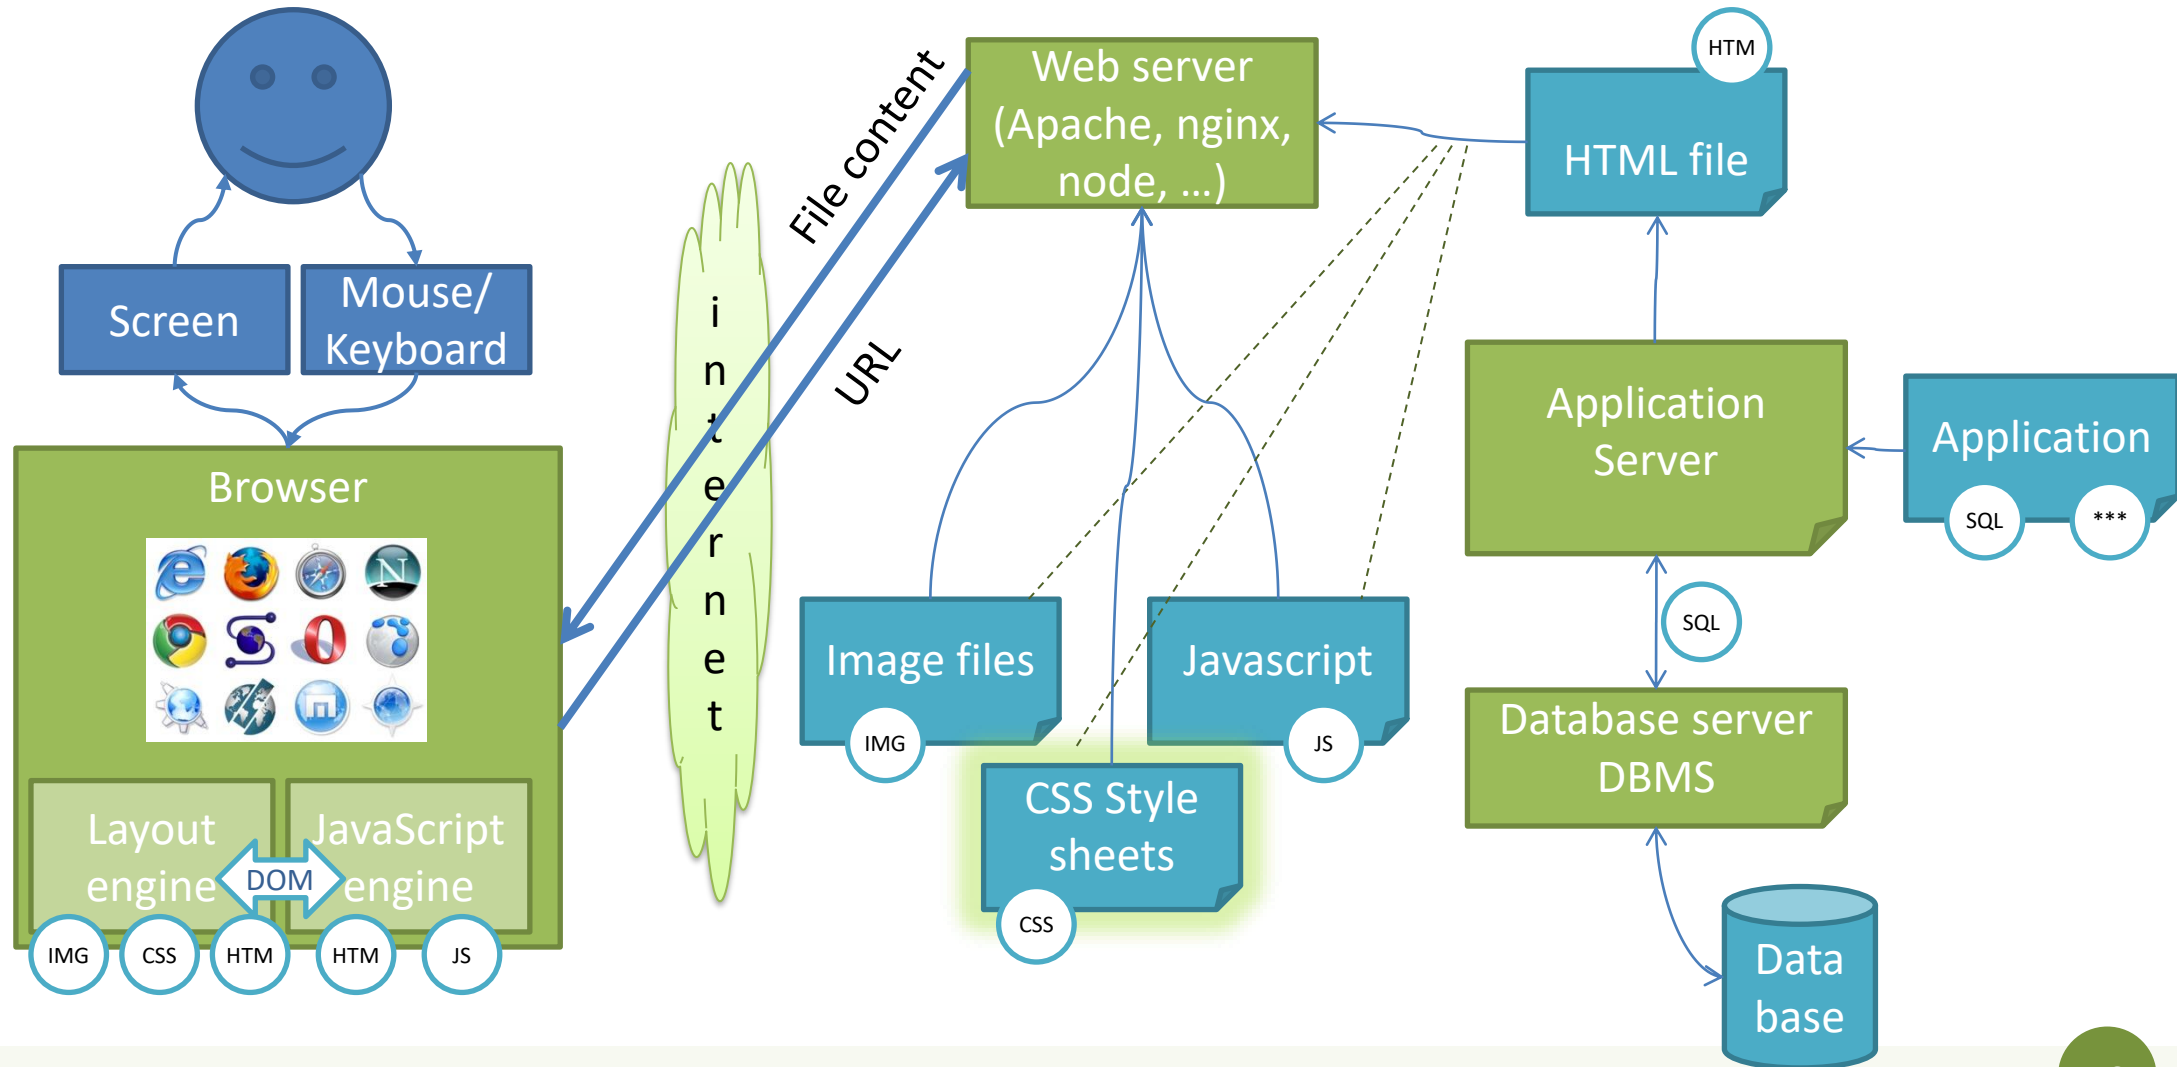 Screen
Mouse/
Keyboard
Browser
N
Layout
engine
JavaScript
engine
DOM
IMG
CSS
HTM
HTM
JS
internet
File content
URL
Web server
(Apache, nginx,
node, ...)
HTM
HTML file
Application
Server
Application
SQL
***
SQL
Image files
IMG
Javascript
JS
CSS Style
sheets
CSS
Database server
DBMS
Data
base